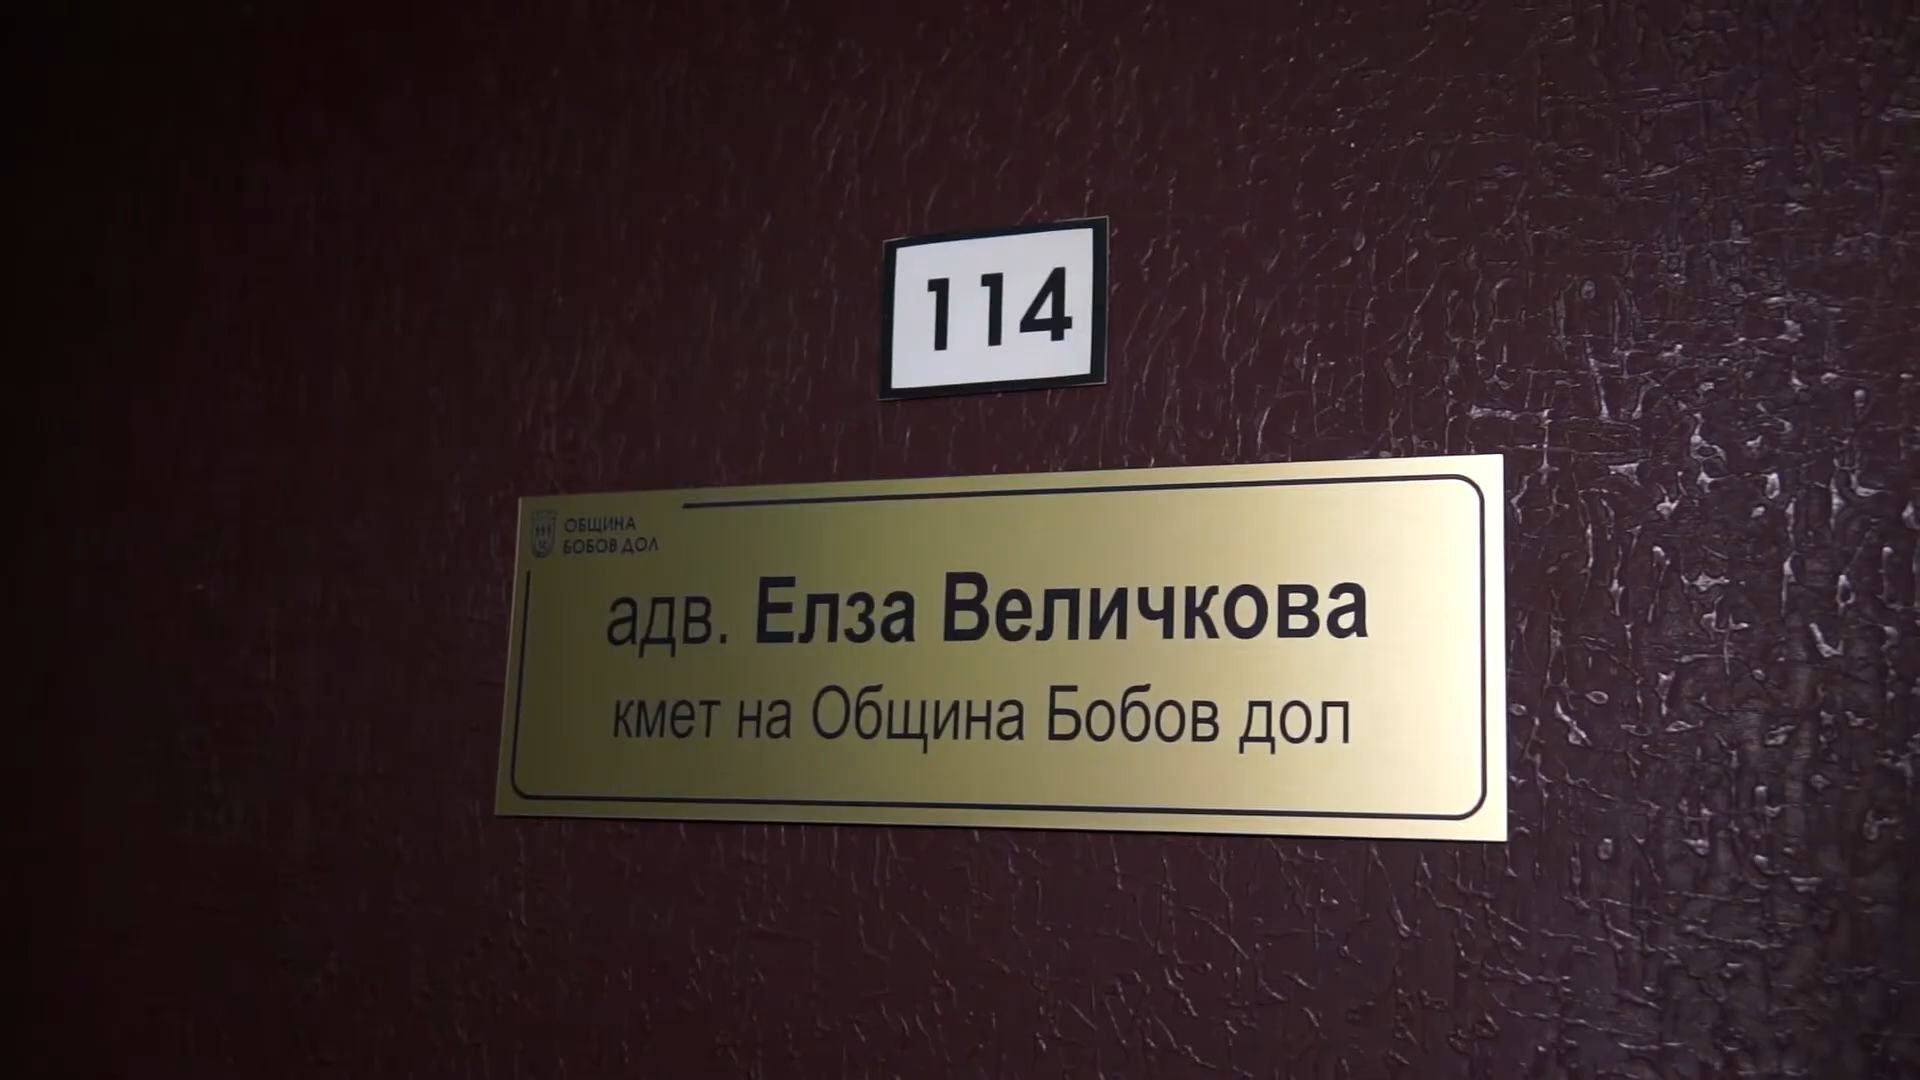 114
ОБЩИНА
БОБОВ ДОЛ
адв. Елза Величкова
кмет на Община Бобов дол